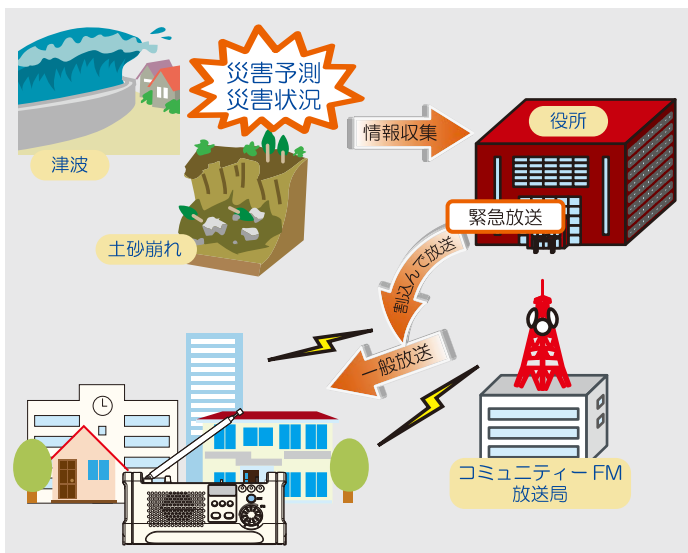 災害予測
災害状況
津波
土砂崩れ
情報収集
役所
緊急放送
割込んで放送
一般放送
コミュニティーFM
放送局